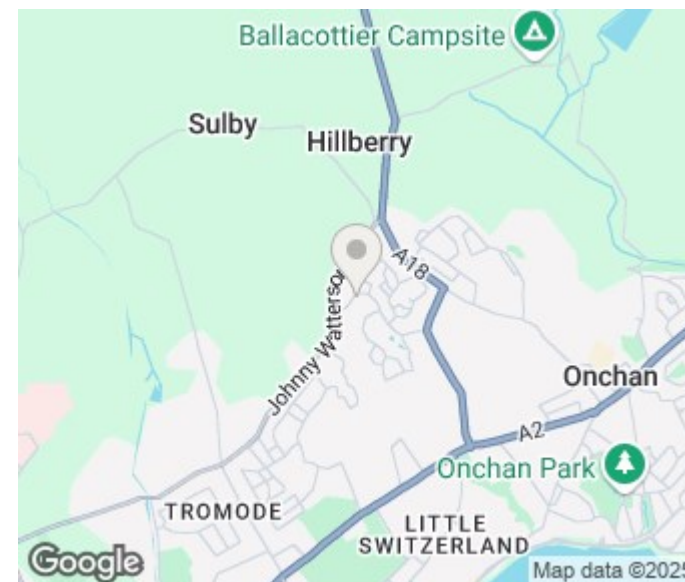 Ballacottier Campsite
Sulby
Hillberry
A18
Johnny Watterson
Onchan
A2
Onchan Park
TROMODE
LITTLE
SWITZERLAND
Google
Map data ©2025